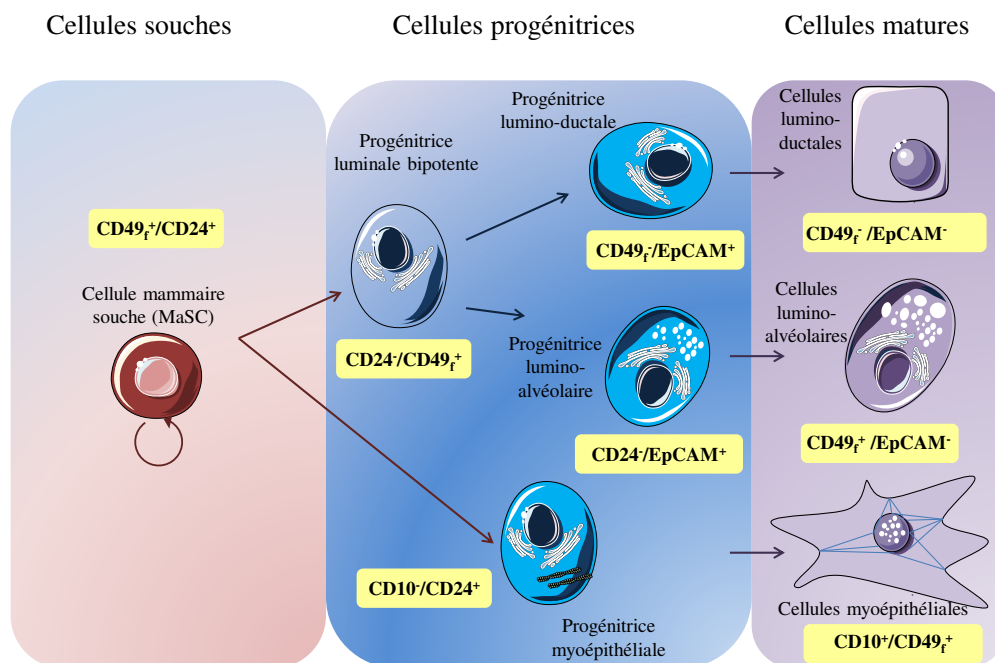 Cellules souches
Cellules progénitrices
Cellules matures
CD49f+/CD24+
Cellule mammaire
souche (MaSC)
Progénitrice
luminale bipotente
CD24-/CD49f+
Progénitrice
lumino-ductale
CD49f-/EpCAM+
Progénitrice
lumino-
alvéolaire
CD24-/EpCAM+
CD10-/CD24+
Progénitrice
myoépithéliale
Cellules
lumino-
ductales
CD49f- /EpCAM-
Cellules
lumino-
alvéolaires
CD49f+ /EpCAM-
Cellules myoépithéliales
CD10+/CD49f+